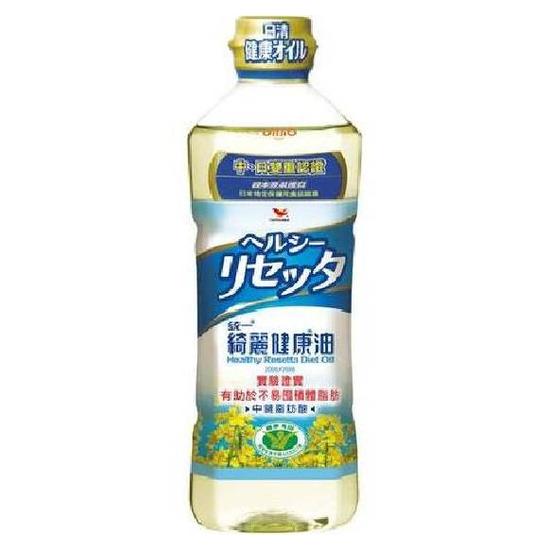 日清
健康オイル
中、日雙重認證
ヘルシー
リセッタ
統一
綺麗健康油
Healthy Resetta Diet Oil
實驗證實
有助於不易囤積體脂肪
中鏈脂肪酸